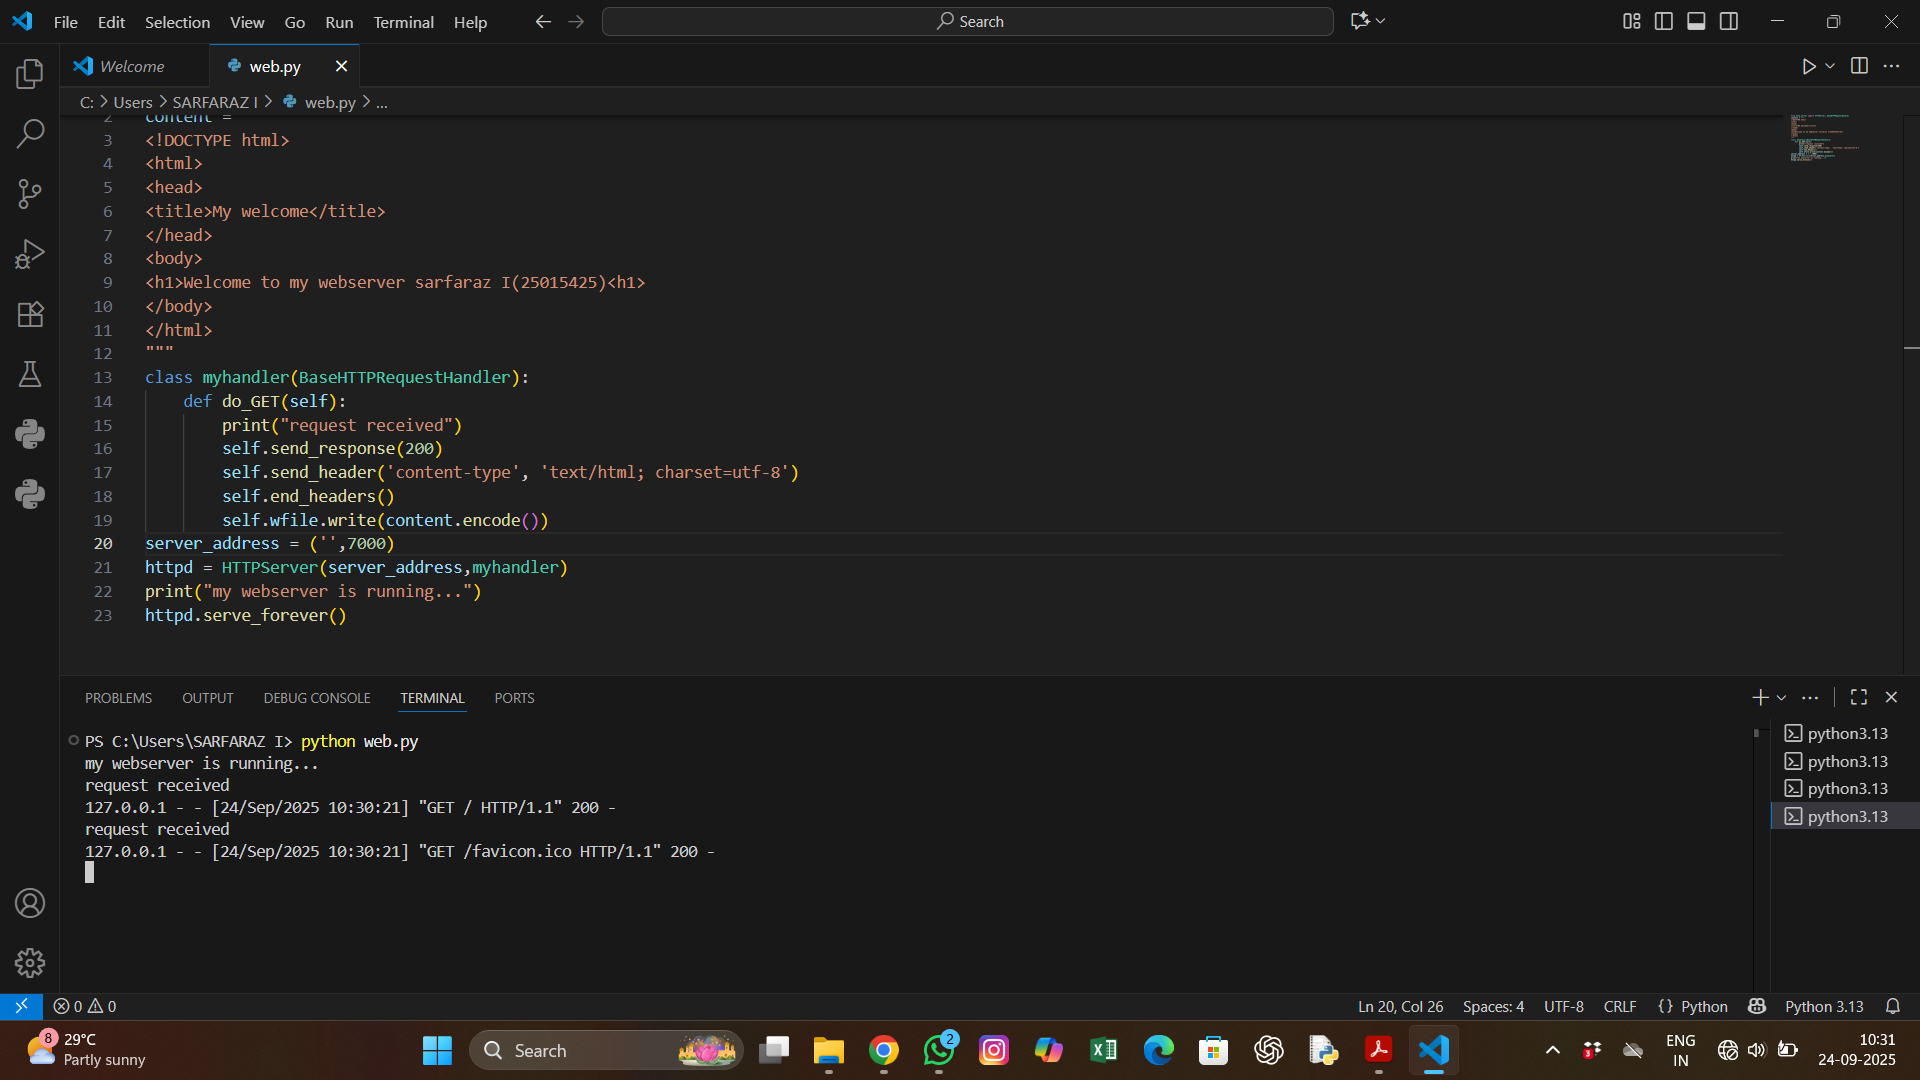 File Edit Selection View Go Run Terminal Help
Search
Welcome
web.py
C: > Users > SARFARAZ I > web.py > ...
2 content =
3 <!DOCTYPE html>
4 <html>
5 <head>
6 <title>My welcome</title>
7 </head>
8 <body>
9 <h1>Welcome to my webserver sarfaraz I(25015425)<h1>
10 </body>
11 </html>
12 """
13 class myhandler(BaseHTTPRequestHandler):
14 def do_GET(self):
15 print("request received")
16 self.send_response(200)
17 self.send_header('content-type', 'text/html; charset=utf-8')
18 self.end_headers()
19 self.wfile.write(content.encode())
20 server_address = ('',7000)
21 httpd = HTTPServer(server_address,myhandler)
22 print("my webserver is running...")
23 httpd.serve_forever()
PROBLEMS OUTPUT DEBUG CONSOLE TERMINAL PORTS
PS C:\Users\SARFARAZ I> python web.py
my webserver is running...
request received
127.0.0.1 - - [24/Sep/2025 10:30:21] "GET / HTTP/1.1" 200 -
request received
127.0.0.1 - - [24/Sep/2025 10:30:21] "GET /favicon.ico HTTP/1.1" 200 -
python3.13
python3.13
python3.13
python3.13
0 0
Ln 20, Col 26 Spaces: 4 UTF-8 CRLF {} Python Python 3.13
8
29°C
Partly sunny
Search
2
3
ENG
IN
10:31
24-09-2025